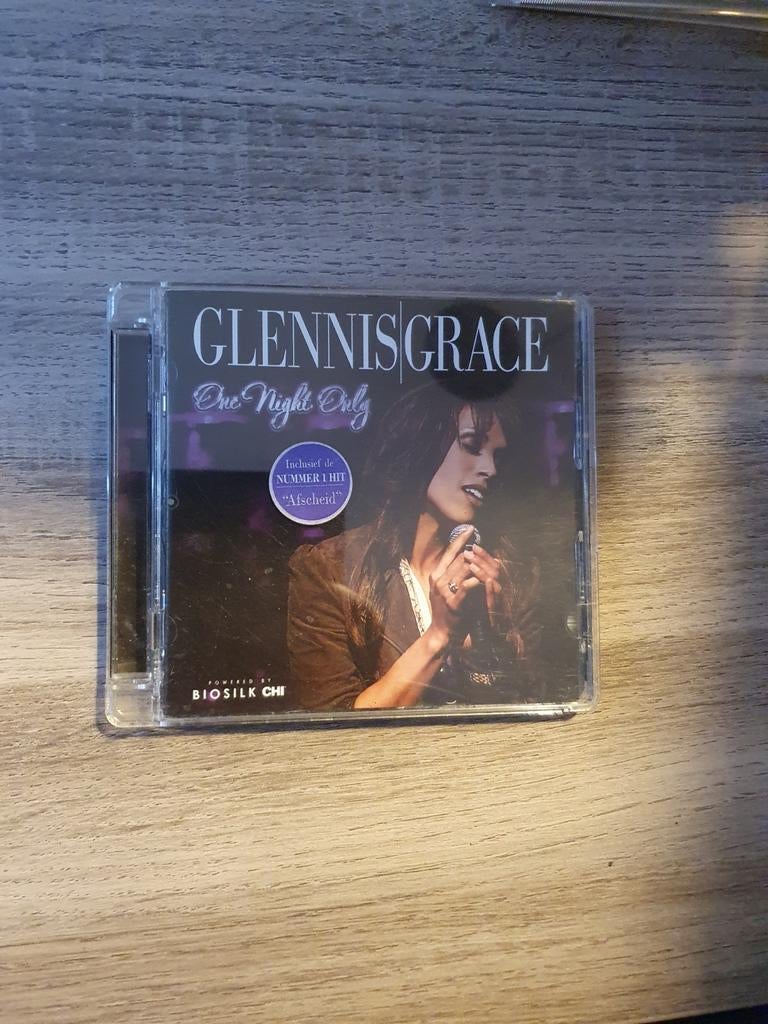 GLENNIS|GRACE
One Night Only
Inclusief de
NUMMER 1 HIT
"Afscheid"
POWERED BY
BIOSILK CHI